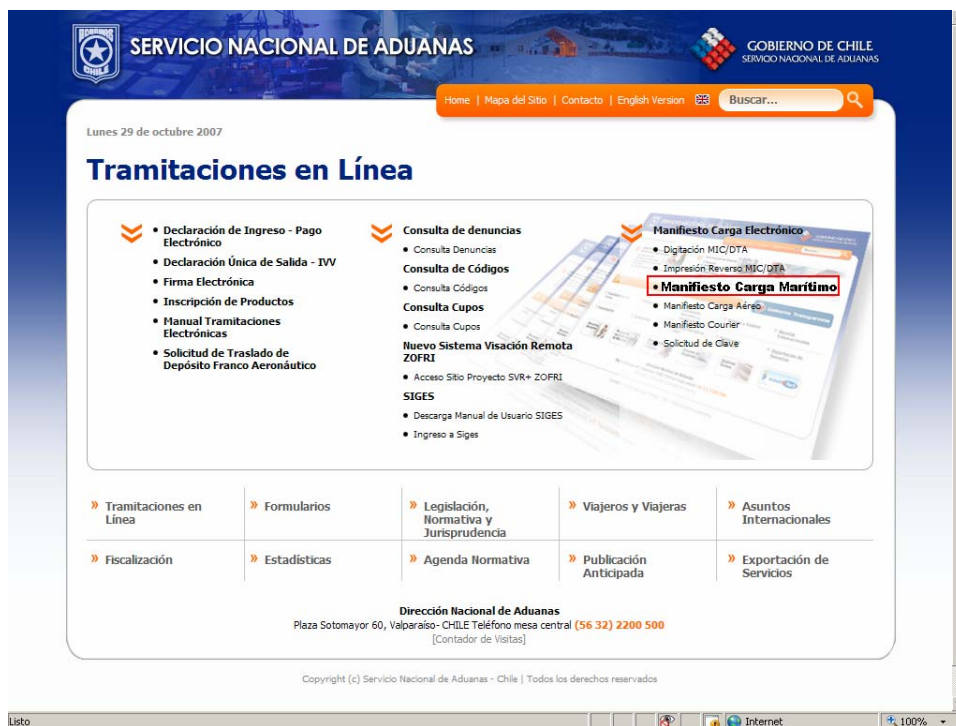 ADUANAS
CHILE
SERVICIO NACIONAL DE ADUANAS
GOBIERNO DE CHILE
SERVICIO NACIONAL DE ADUANAS
Home | Mapa del Sitio | Contacto | English Version
Buscar...
Lunes 29 de octubre 2007
Tramitaciones en Línea
• Declaración de Ingreso - Pago
Electrónico
• Declaración Única de Salida - IVV
• Firma Electrónica
• Inscripción de Productos
• Manual Tramitaciones
Electrónicas
• Solicitud de Traslado de
Depósito Franco Aeronáutico
Consulta de denuncias
• Consulta Denuncias
Consulta de Códigos
• Consulta Códigos
Consulta Cupos
• Consulta Cupos
Nuevo Sistema Visación Remota
ZOFRI
• Acceso Sitio Proyecto SVR+ ZOFRI
SIGES
• Descarga Manual de Usuario SIGES
• Ingreso a Siges
Manifiesto Carga Electrónico
• Digitación MIC/DTA
• Impresión Reverso MIC/DTA
• Manifiesto Carga Marítimo
• Manifiesto Carga Aéreo
• Manifiesto Courier
• Solicitud de Clave
» Tramitaciones en
Línea
» Formularios
» Legislación,
Normativa y
Jurisprudencia
» Viajeros y Viajeras
» Asuntos
Internacionales
» Fiscalización
» Estadísticas
» Agenda Normativa
» Publicación
Anticipada
» Exportación de
Servicios
Dirección Nacional de Aduanas
Plaza Sotomayor 60, Valparaíso- CHILE Teléfono mesa central (56 32) 2200 500
[Contador de Visitas]
Copyright (c) Servicio Nacional de Aduanas - Chile | Todos los derechos reservados
Listo
Internet
100%